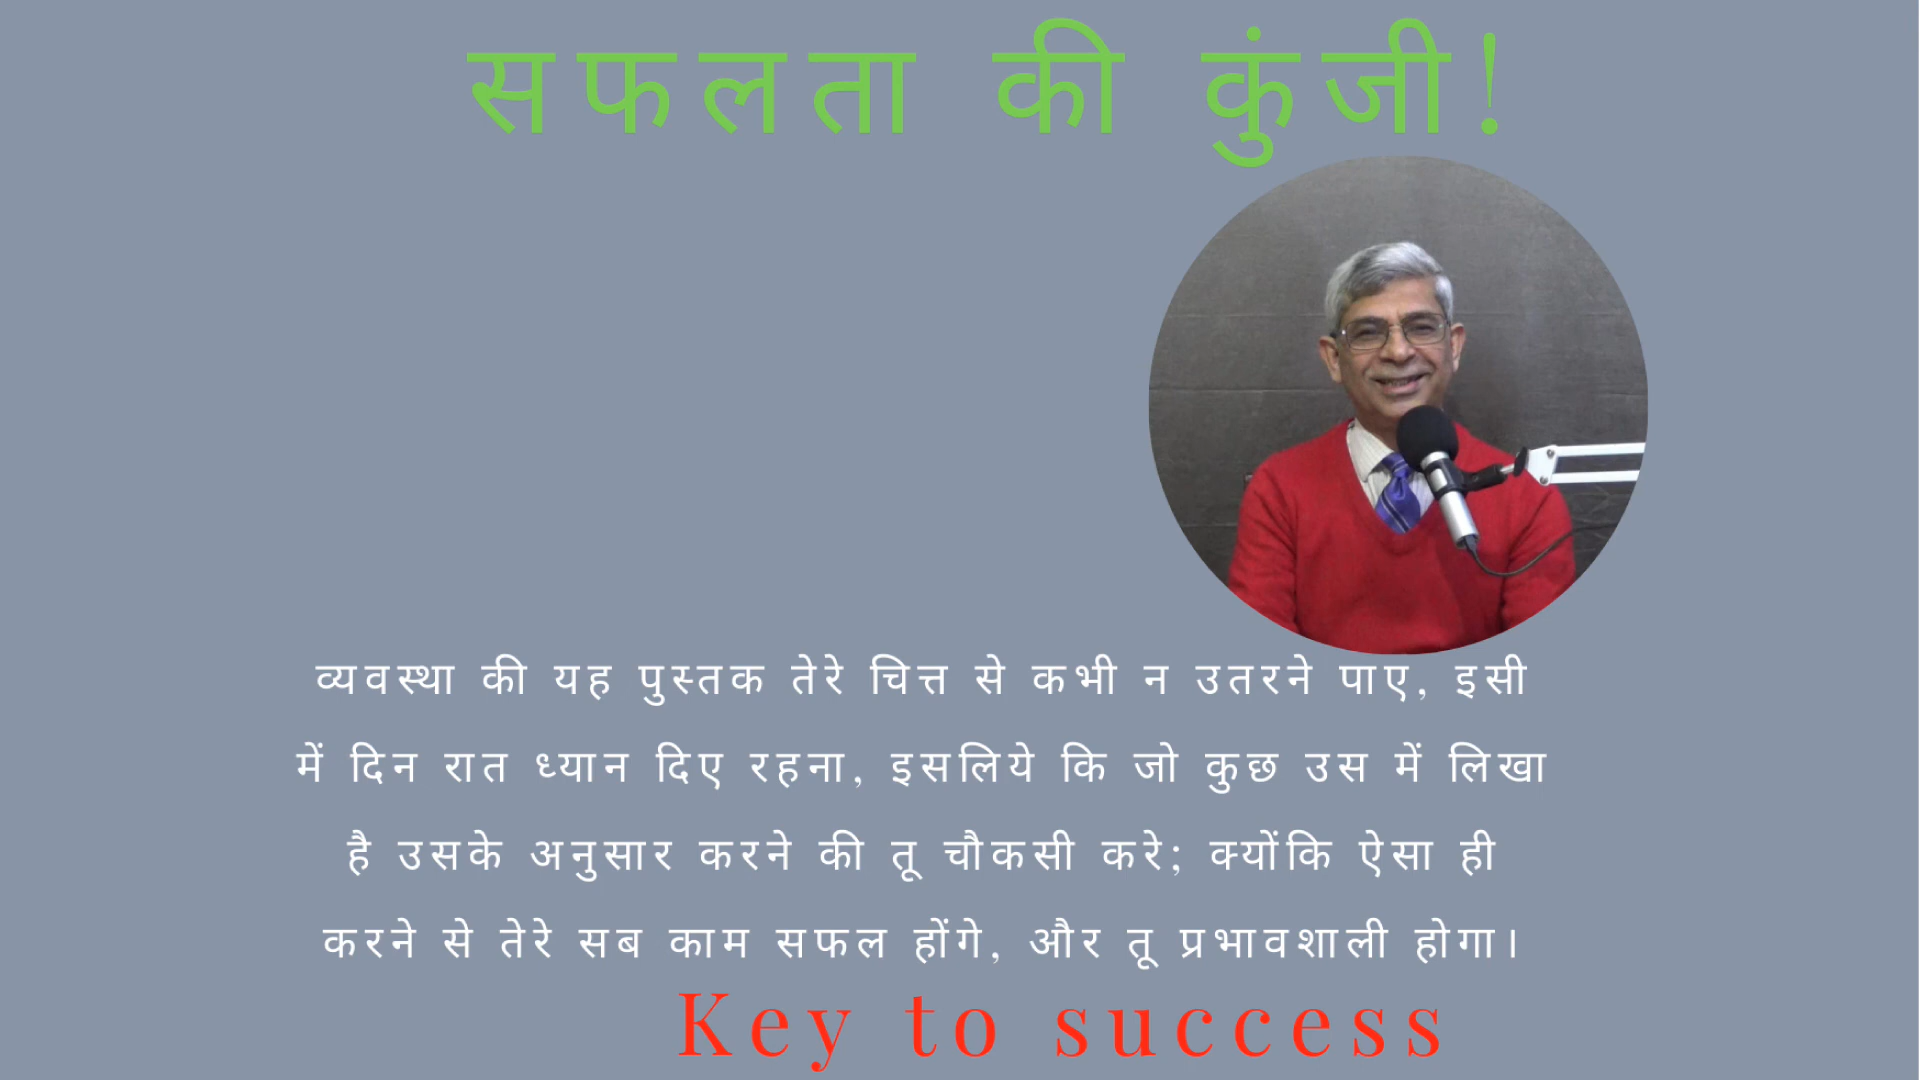 सफलता की कुंजी!
व्यवस्था की यह पुस्तक तेरे चित्त से कभी न उतरने पाए, इसी
में दिन रात ध्यान दिए रहना, इसलिये कि जो कुछ उस में लिखा
है उसके अनुसार करने की तू चौकसी करे; क्योंकि ऐसा ही
करने से तेरे सब काम सफल होंगे, और तू प्रभावशाली होगा।
Key to success